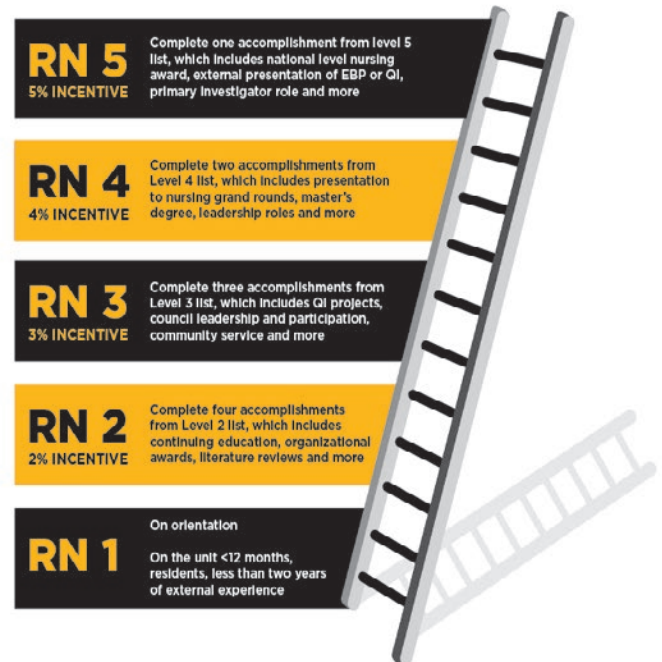 RN 5
5% INCENTIVE
Complete one accomplishment from level 5
list, which includes national level nursing
award, external presentation of EBP or QI,
primary investigator role and more
RN 4
4% INCENTIVE
Complete two accomplishments from
Level 4 list, which includes presentation
to nursing grand rounds, master's
degree, leadership roles and more
RN 3
3% INCENTIVE
Complete three accomplishments from
Level 3 list, which includes QI projects,
council leadership and participation,
community service and more
RN 2
2% INCENTIVE
Complete four accomplishments
from Level 2 list, which includes
continuing education, organizational
awards, literature reviews and more
RN 1
On orientation
On the unit <12 months,
residents, less than two years
of external experience